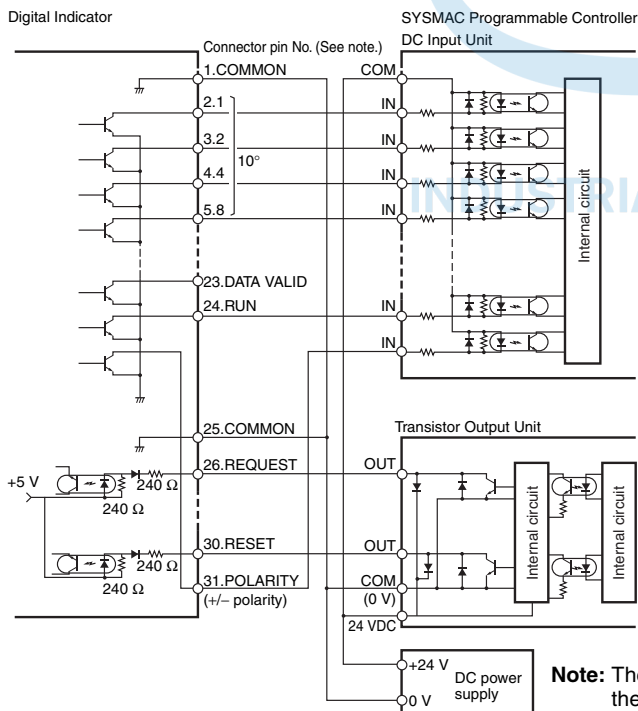 Digital Indicator
SYSMAC Programmable Controller
DC Input Unit
Connector pin No. (See note.)
1.COMMON
COM
2.1
IN
3.2
IN
10°
4.4
IN
5.8
IN
INDUSTRIA
Internal circuit
23.DATA VALID
24.RUN
IN
IN
25.COMMON
Transistor Output Unit
26.REQUEST
OUT
+5 V
240 Ω
240 Ω
Internal circuit
Internal circuit
30.RESET
OUT
240 Ω
240 Ω
31.POLARITY
(+/− polarity)
COM
(0 V)
24 VDC
+24 V
DC power
supply
0 V
Note: The
the